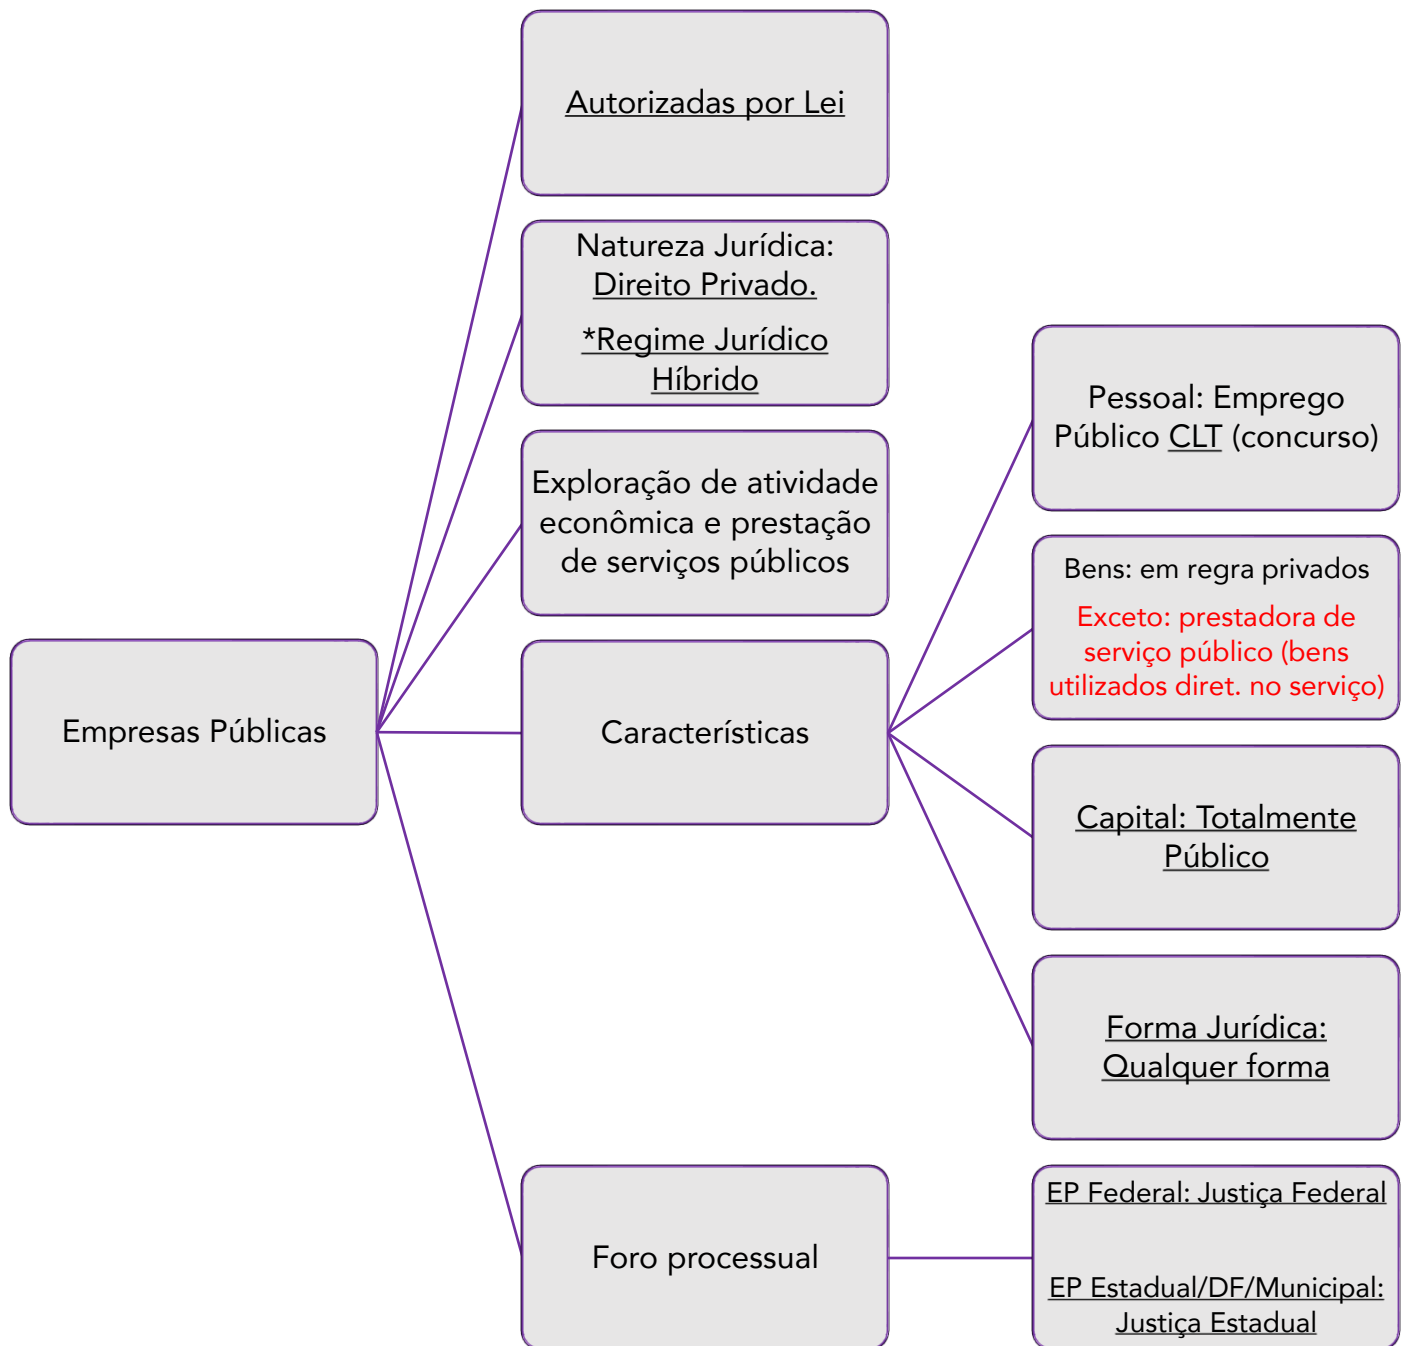 Autorizadas por Lei
Natureza Jurídica:
Direito Privado.
*Regime Jurídico
Híbrido
Exploração de atividade
econômica e prestação
de serviços públicos
Empresas Públicas
Características
Pessoal: Emprego
Público CLT (concurso)
Bens: em regra privados
Exceto: prestadora de
serviço público (bens
utilizados diret. no serviço)
Capital: Totalmente
Público
Forma Jurídica:
Qualquer forma
Foro processual
EP Federal: Justiça Federal
EP Estadual/DF/Municipal:
Justiça Estadual